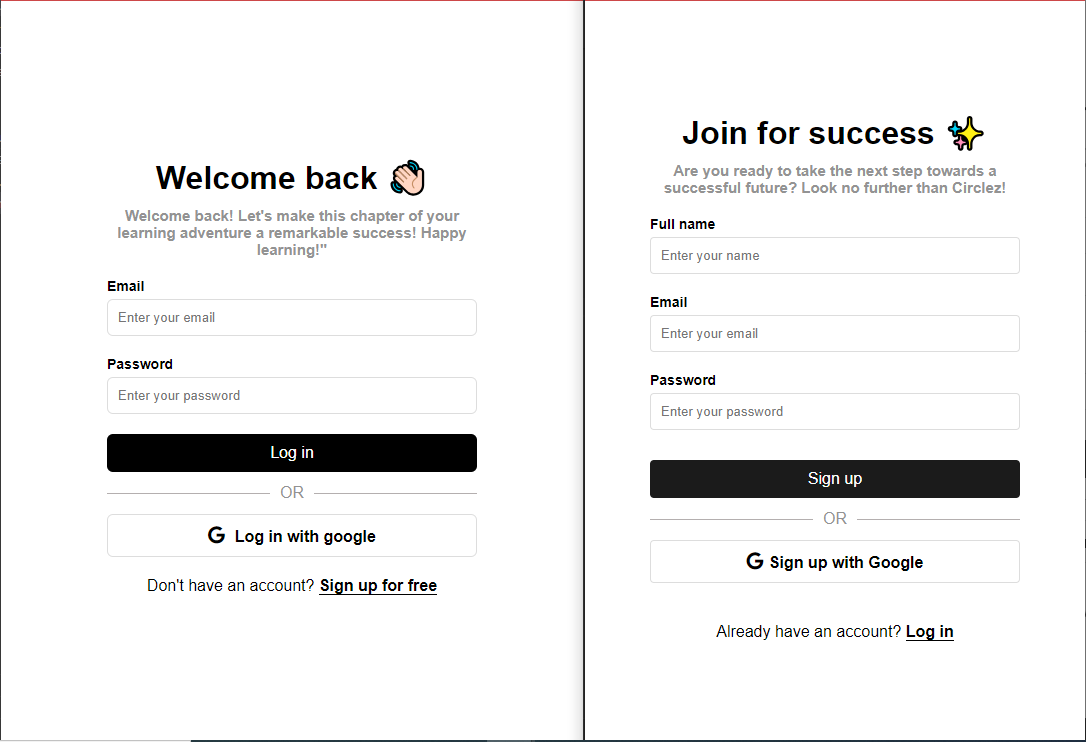 Welcome back
Welcome back! Let's make this chapter of your
learning adventure a remarkable success! Happy
learning!"
Email
Enter your email
Password
Enter your password
Log in
OR
G Log in with google
Don't have an account? Sign up for free
Join for success
Are you ready to take the next step towards a
successful future? Look no further than Circlez!
Full name
Enter your name
Email
Enter your email
Password
Enter your password
Sign up
OR
G Sign up with Google
Already have an account? Log in